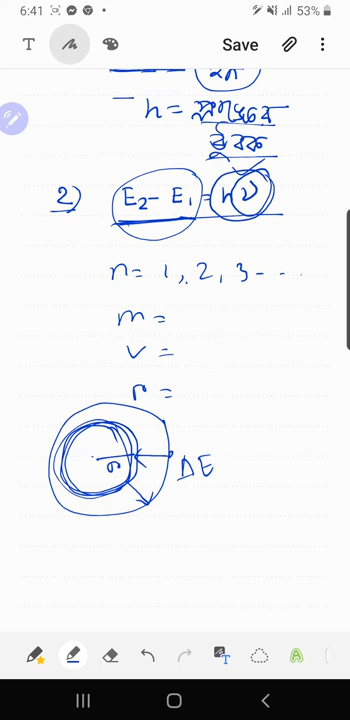 6:41 53%
T Save
2π
h = প্লাংকের
ধ্রুবক
2) E₂ - E₁ = hν
n = 1, 2, 3 - - -
m =
v =
r =
r ΔE
T A